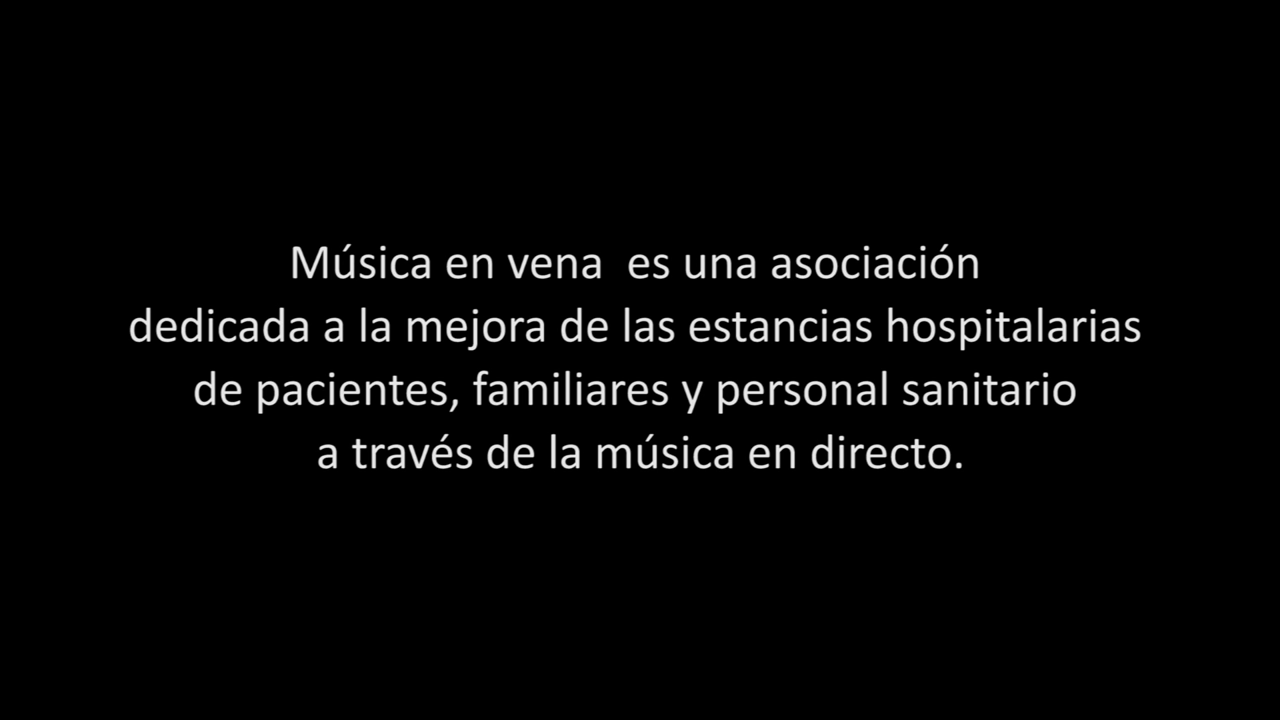 Música en vena  es una asociación
dedicada a la mejora de las estancias hospitalarias
de pacientes, familiares y personal sanitario
a través de la música en directo.